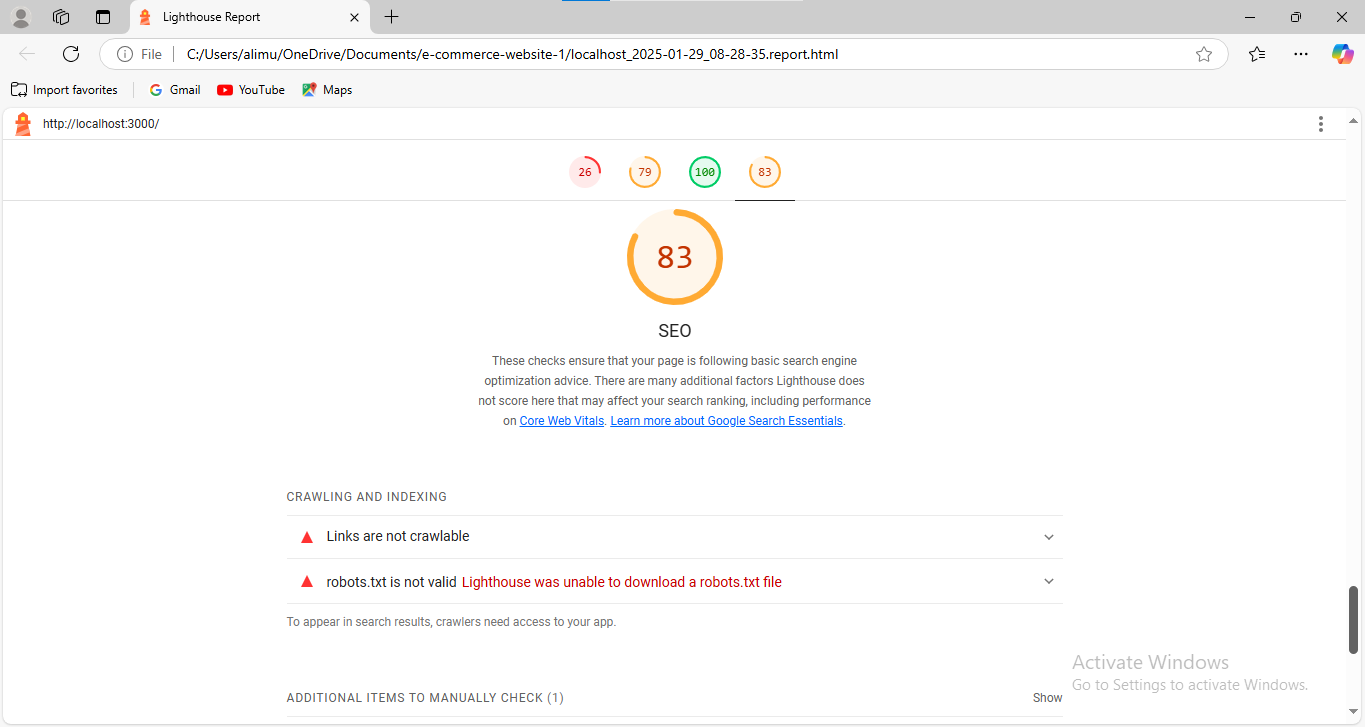 Lighthouse Report
File
C:/Users/alimu/OneDrive/Documents/e-commerce-website-1/localhost_2025-01-29_08-28-35.report.html
Import favorites
Gmail
YouTube
Maps
http://localhost:3000/
26
79
100
83
83
SEO
These checks ensure that your page is following basic search engine
optimization advice. There are many additional factors Lighthouse does
not score here that may affect your search ranking, including performance
on Core Web Vitals. Learn more about Google Search Essentials.
CRAWLING AND INDEXING
Links are not crawlable
robots.txt is not valid Lighthouse was unable to download a robots.txt file
To appear in search results, crawlers need access to your app.
Activate Windows
Go to Settings to activate Windows.
ADDITIONAL ITEMS TO MANUALLY CHECK (1)
Show